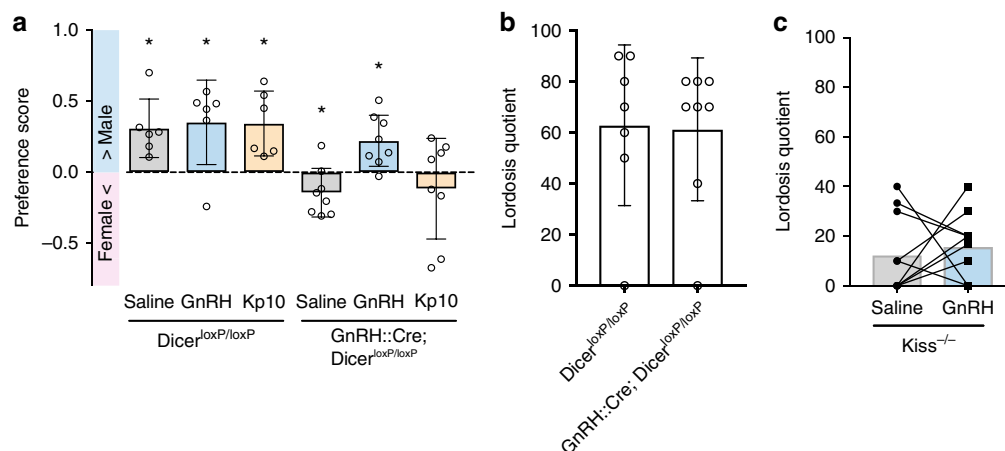 a
Preference score
Female < > Male
1.0
0.5
0.0
−0.5
* * * * *
Saline GnRH Kp10 Saline GnRH Kp10
Dicer^loxP/loxP
GnRH::Cre;
Dicer^loxP/loxP
b
Lordosis quotient
100
80
60
40
20
0
Dicer^loxP/loxP
GnRH::Cre; Dicer^loxP/loxP
c
Lordosis quotient
100
80
60
40
20
0
Saline GnRH
Kiss^−/−